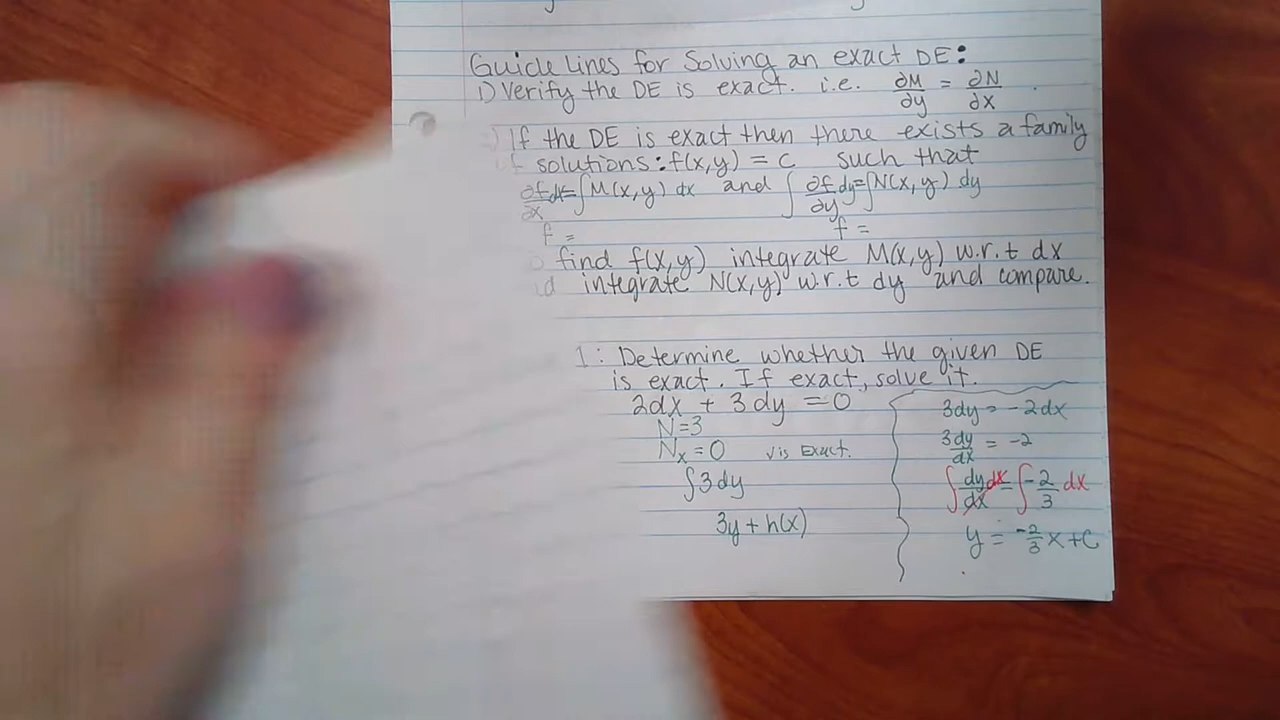 Guide lines for Solving an exact DE:
1) Verify the DE is exact. i.e. ∂M/∂y = ∂N/∂x
) If the DE is exact then there exists a family
f solutions: f(x,y) = C such that
∂f/∂x dx = ∫M(x,y) dx and ∫ ∂f/∂y dy = ∫N(x,y) dy
f = f =
find f(x,y) integrate M(x,y) w.r.t dx
d integrate N(x,y) w.r.t dy and compare.
1: Determine whether the given DE
is exact. If exact, solve it.
2dx + 3dy = 0
N=3
Nx = 0 √ is Exact.
∫3dy
3y + h(x)
3dy = -2dx
3dy/dx = -2
∫ dy/dx dx = ∫ -2/3 dx
y = -2/3 x + C